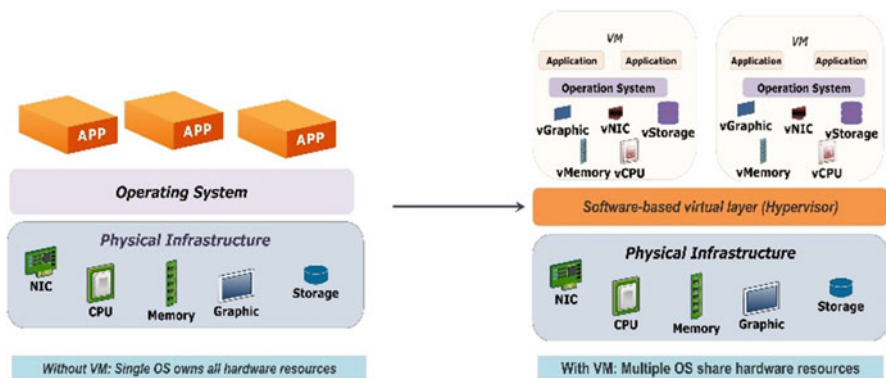 APP
APP
APP
Operating System
Physical Infrastructure
NIC
CPU
Memory
Graphic
Storage
Without VM: Single OS owns all hardware resources
VM
Application Application
Operation System
vGraphic
vNIC
vStorage
vMemory vCPU
VM
Application Application
Operation System
vGraphic
vNIC
vStorage
vMemory vCPU
Software-based virtual layer (Hypervisor)
Physical Infrastructure
NIC
CPU
Memory
Graphic
Storage
With VM: Multiple OS share hardware resources